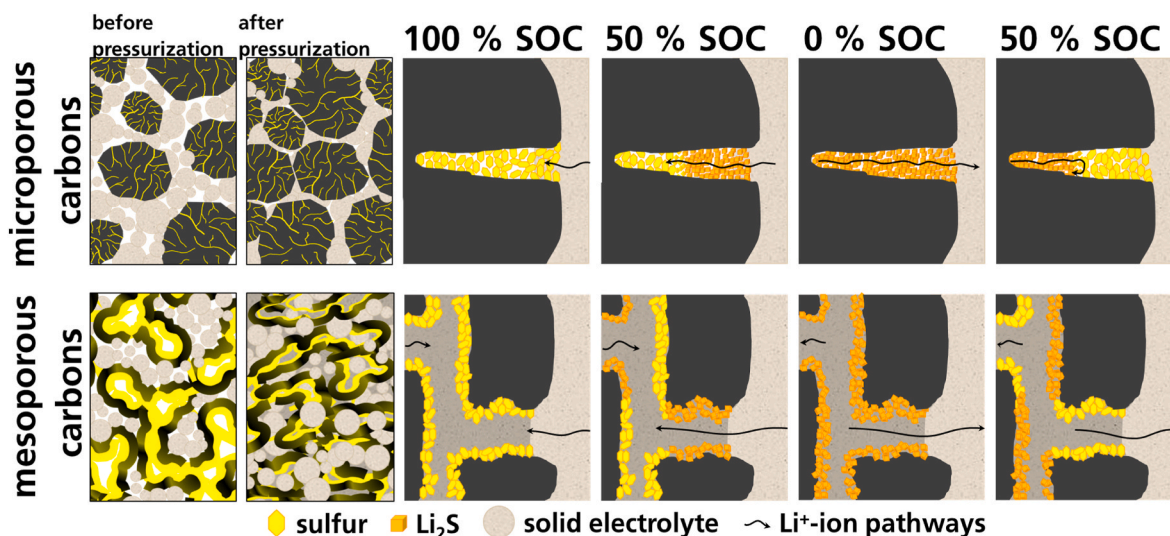 before pressurization
after pressurization
100 % SOC
50 % SOC
0 % SOC
50 % SOC
microporous carbons
mesoporous carbons
sulfur
Li₂S
solid electrolyte
Li⁺-ion pathways